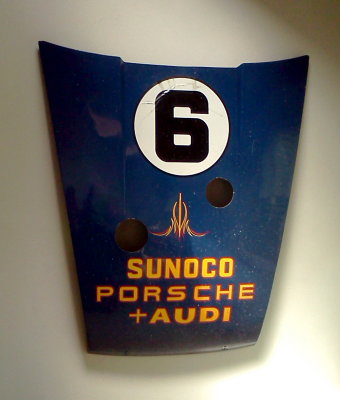 6
SUNOCO
PORSCHE
+AUDI